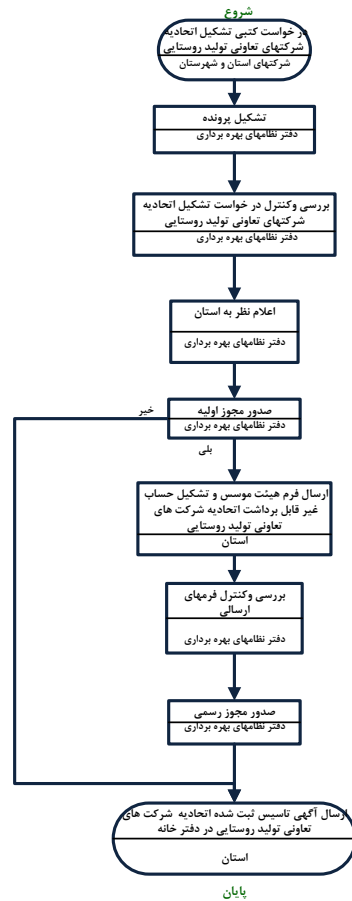 شروع
در خواست کتبی تشکیل اتحادیه
شرکتهای تعاونی تولید روستایی
شرکتهای استان و شهرستان
تشکیل پرونده
دفتر نظامهای بهره برداری
بررسی وکنترل در خواست تشکیل اتحادیه
شرکتهای تعاونی تولید روستایی
دفتر نظامهای بهره برداری
اعلام نظر به استان
دفتر نظامهای بهره برداری
صدور مجوز اولیه
دفتر نظامهای بهره برداری
خیر
بلی
ارسال فرم هیئت موسس و تشکیل حساب
غیر قابل برداشت اتحادیه شرکت های
تعاونی تولید روستایی
استان
بررسی وکنترل فرمهای
ارسالی
دفتر نظامهای بهره برداری
صدور مجوز رسمی
دفتر نظامهای بهره برداری
ارسال آگهی تاسیس ثبت شده اتحادیه شرکت های
تعاونی تولید روستایی در دفتر خانه
استان
پایان